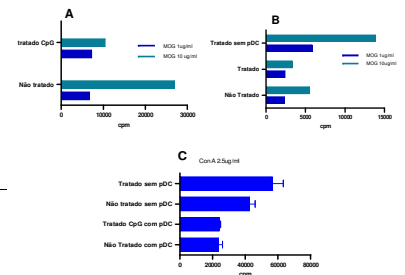 A
tratado CpG
Não tratado
MOG 1ug/ml
MOG 10 ug/ml
0 10000 20000 30000
cpm
B
Tratado sem pDC
Tratado
Não Tratado
MOG 1ug/ml
MOG 10ug/ml
0 5000 10000 15000
cpm
C
Con A 2.5ug/ml
Tratado sem pDC
Não tratado sem pDC
Tratado CpG com pDC
Não Tratado com pDC
0 20000 40000 60000 80000
cpm